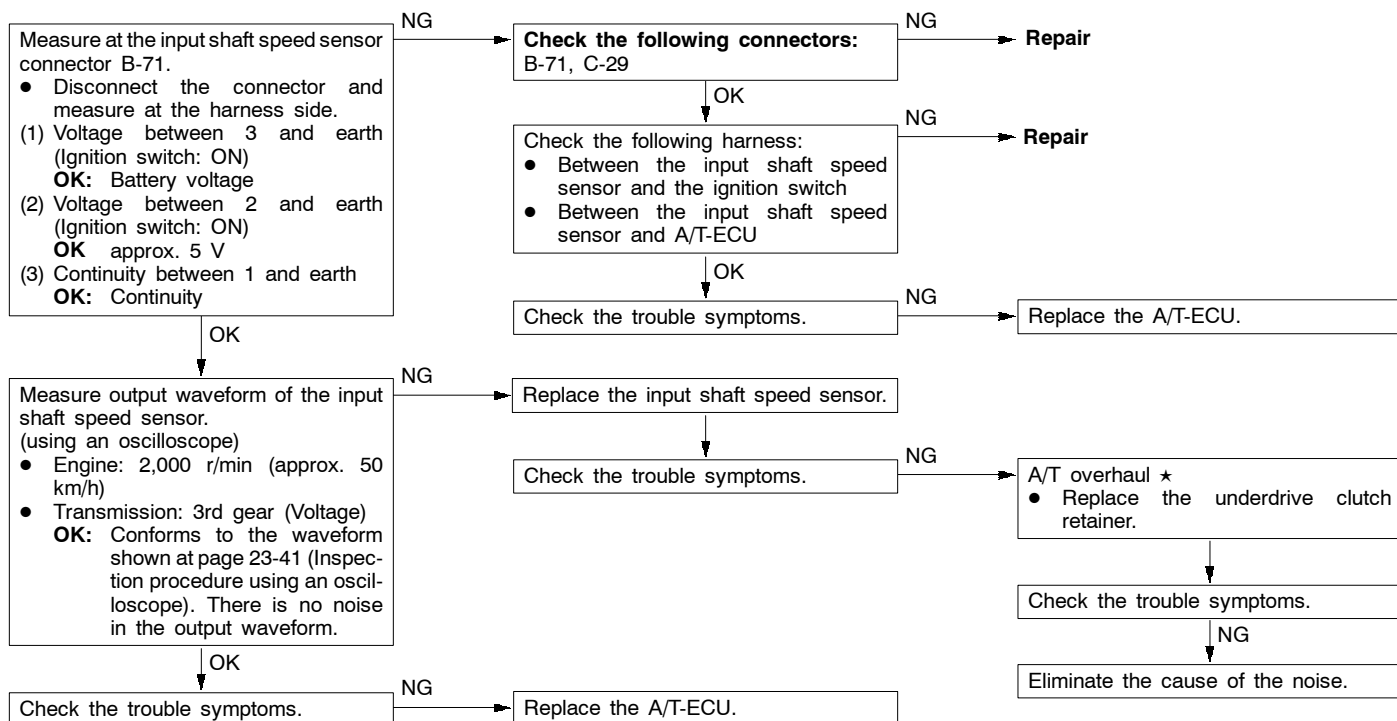 Measure at the input shaft speed sensor
connector B-71.
● Disconnect the connector and
measure at the harness side.
(1) Voltage between 3 and earth
(Ignition switch: ON)
OK: Battery voltage
(2) Voltage between 2 and earth
(Ignition switch: ON)
OK approx. 5 V
(3) Continuity between 1 and earth
OK: Continuity
NG
Check the following connectors:
B-71, C-29
NG
Repair
OK
Check the following harness:
● Between the input shaft speed
sensor and the ignition switch
● Between the input shaft speed
sensor and A/T-ECU
NG
Repair
OK
Check the trouble symptoms.
NG
Replace the A/T-ECU.
OK
Measure output waveform of the input
shaft speed sensor.
(using an oscilloscope)
● Engine: 2,000 r/min (approx. 50
km/h)
● Transmission: 3rd gear (Voltage)
OK: Conforms to the waveform
shown at page 23-41 (Inspec-
tion procedure using an oscil-
loscope). There is no noise
in the output waveform.
NG
Replace the input shaft speed sensor.
Check the trouble symptoms.
NG
A/T overhaul ★
● Replace the underdrive clutch
retainer.
Check the trouble symptoms.
NG
Eliminate the cause of the noise.
OK
Check the trouble symptoms.
NG
Replace the A/T-ECU.